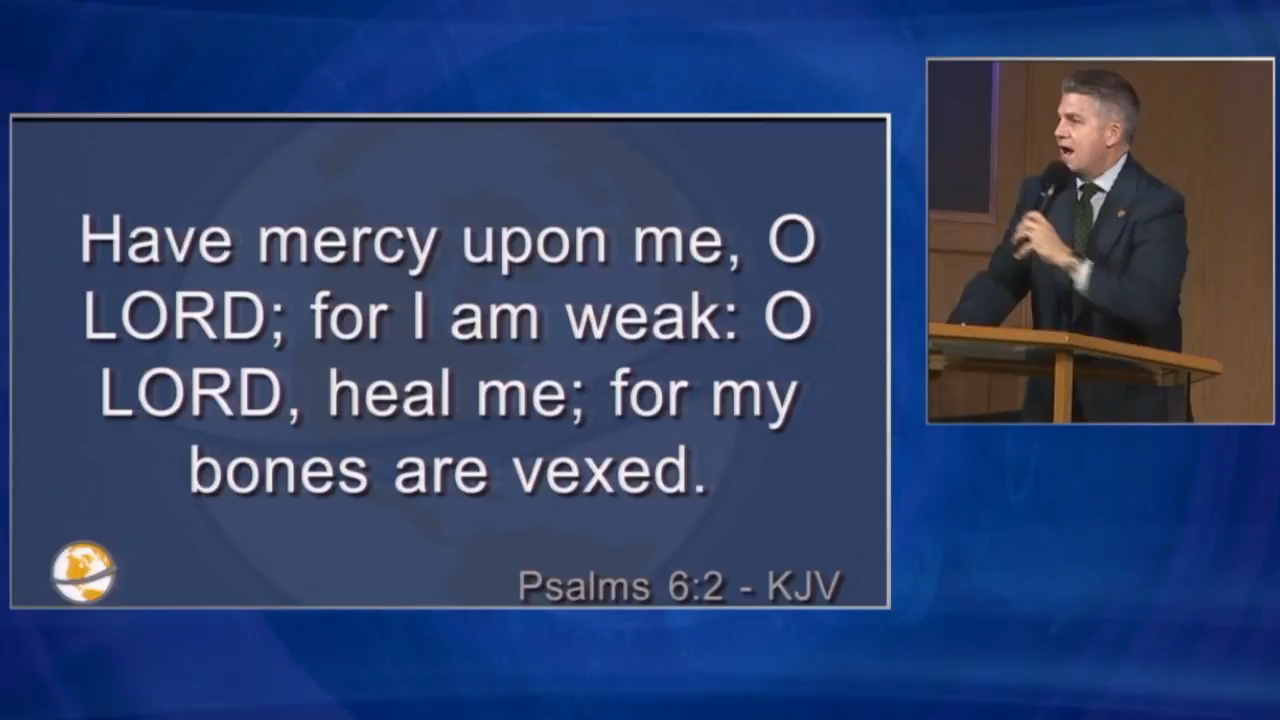 Have mercy upon me, O
LORD; for I am weak: O
LORD, heal me; for my
bones are vexed.
Psalms 6:2 - KJV